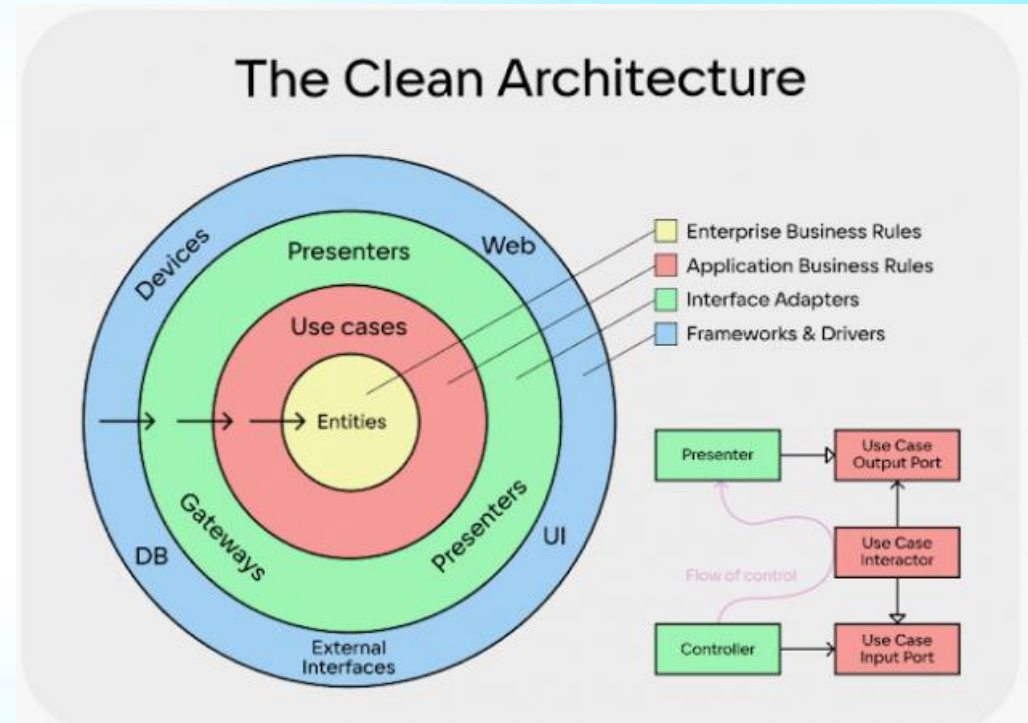 The Clean Architecture
Devices
Presenters
Web
Use cases
Entities
Gateways
Presenters
DB
UI
External
Interfaces
Enterprise Business Rules
Application Business Rules
Interface Adapters
Frameworks & Drivers
Presenter
Use Case
Output Port
Use Case
Interactor
Flow of control
Controller
Use Case
Input Port